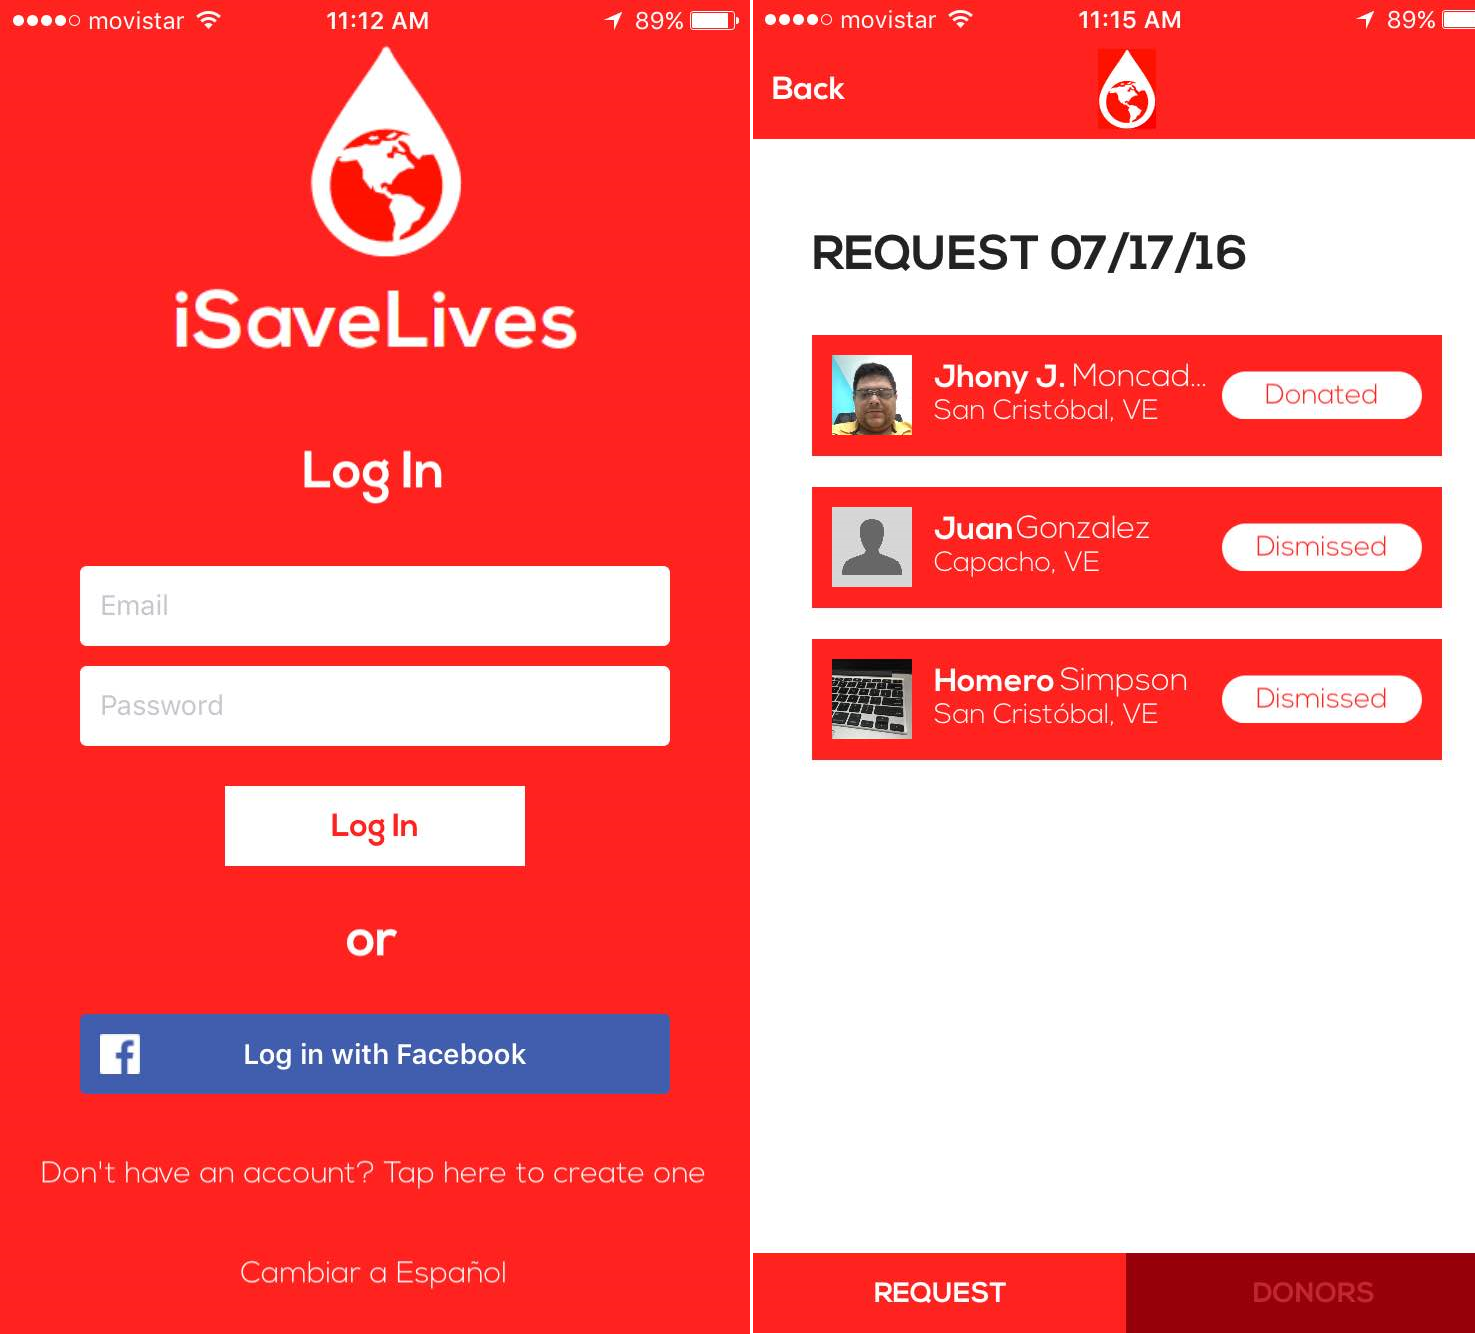 movistar 11:12 AM 89%
iSaveLives
Log In
Email
Password
Log In
or
Log in with Facebook
Don't have an account? Tap here to create one
Cambiar a Español
movistar 11:15 AM 89%
Back
REQUEST 07/17/16
Jhony J. Moncad...
San Cristóbal, VE
Donated
Juan Gonzalez
Capacho, VE
Dismissed
Homero Simpson
San Cristóbal, VE
Dismissed
REQUEST
DONORS